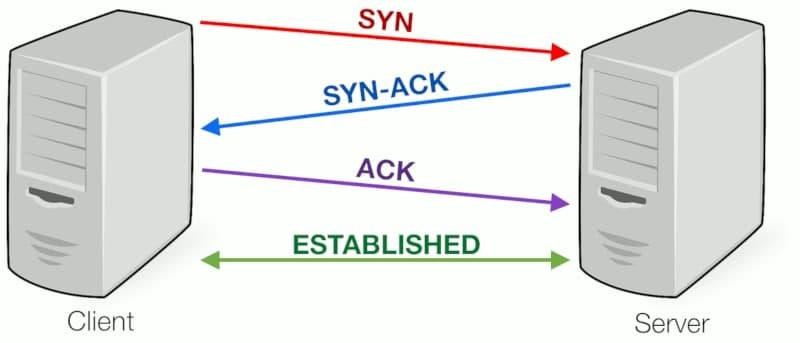 SYN
SYN-ACK
ACK
ESTABLISHED
Client
Server